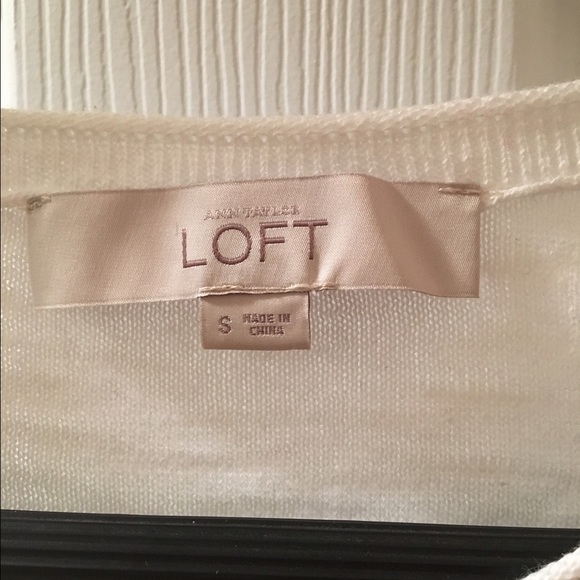 ANN TAYLOR
LOFT
S MADE IN
CHINA